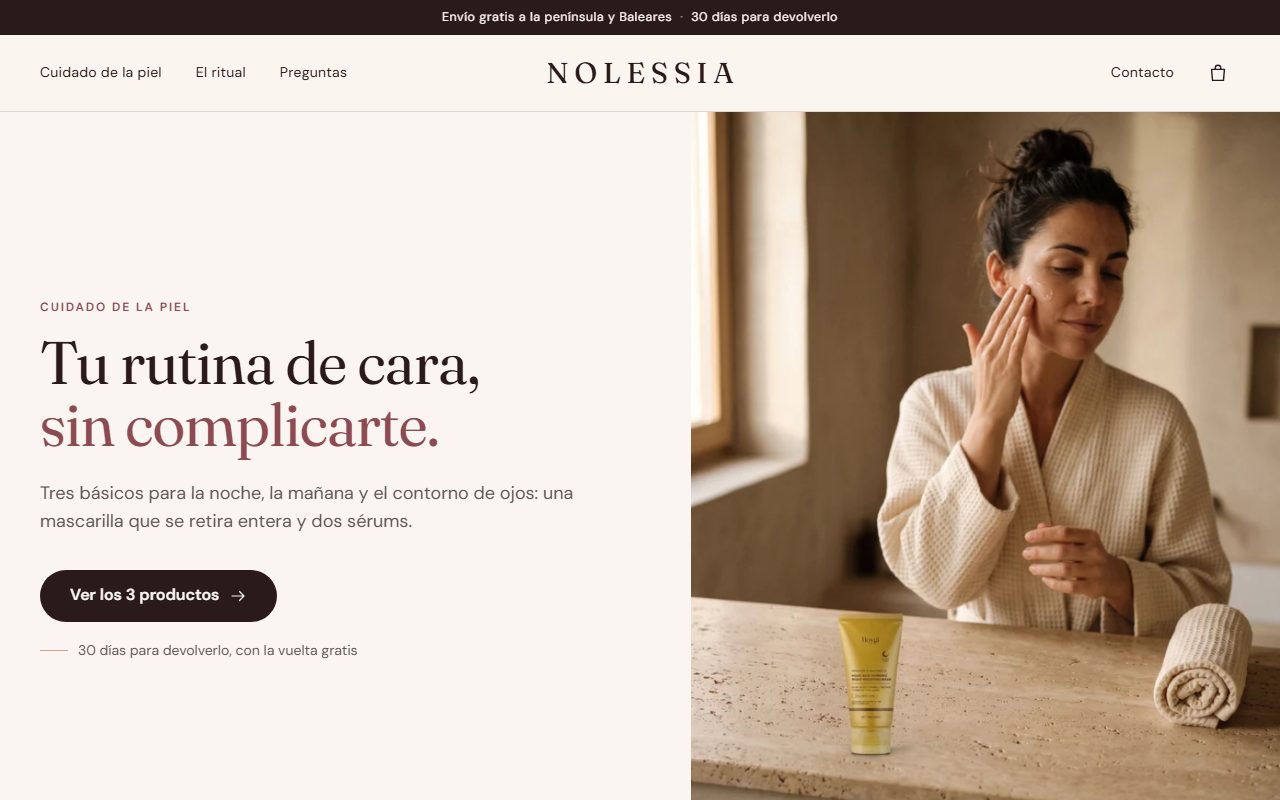 Envío gratis a la península y Baleares · 30 días para devolverlo
Cuidado de la piel
El ritual
Preguntas
NOLESSIA
Contacto
CUIDADO DE LA PIEL
Tu rutina de cara,
sin complicarte.
Tres básicos para la noche, la mañana y el contorno de ojos: una
mascarilla que se retira entera y dos sérums.
Ver los 3 productos →
30 días para devolverlo, con la vuelta gratis